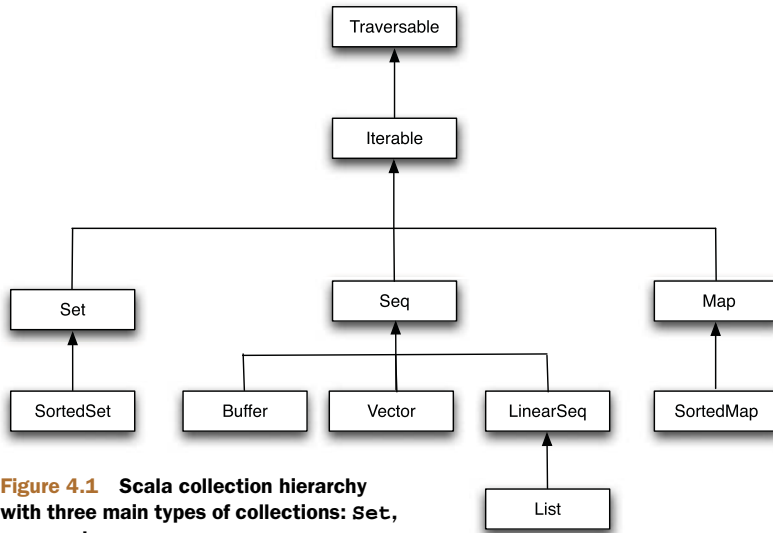 Traversable
Iterable
Set
Seq
Map
SortedSet
Buffer
Vector
LinearSeq
SortedMap
List
Figure 4.1 Scala collection hierarchy
with three main types of collections: Set,